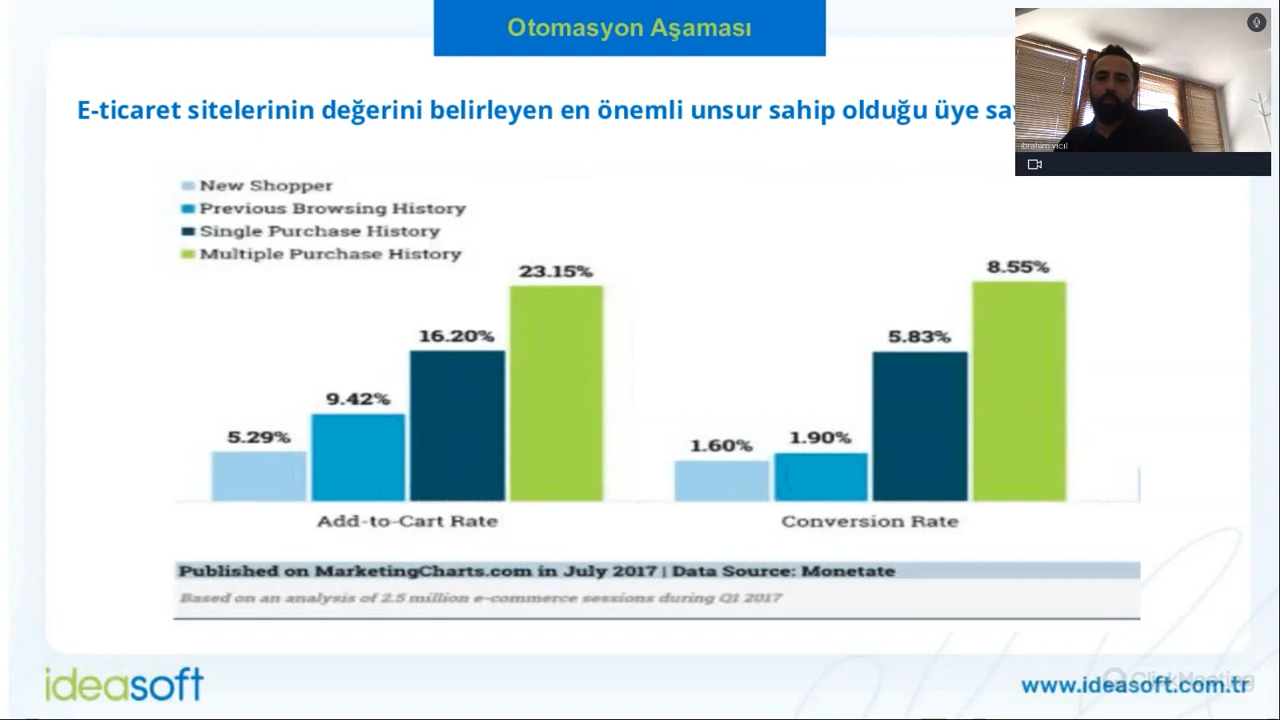 Otomasyon Aşaması
E-ticaret sitelerinin değerini belirleyen en önemli unsur sahip olduğu üye
ibrahim yicil
New Shopper
Previous Browsing History
Single Purchase History
Multiple Purchase History
5.29%
9.42%
16.20%
23.15%
1.60%
1.90%
5.83%
8.55%
Add-to-Cart Rate
Conversion Rate
Published on MarketingCharts.com in July 2017 | Data Source: Monetate
Based on an analysis of 2.5 million e-commerce sessions during Q1 2017
ideasoft
ClickMeeting
www.ideasoft.com.tr